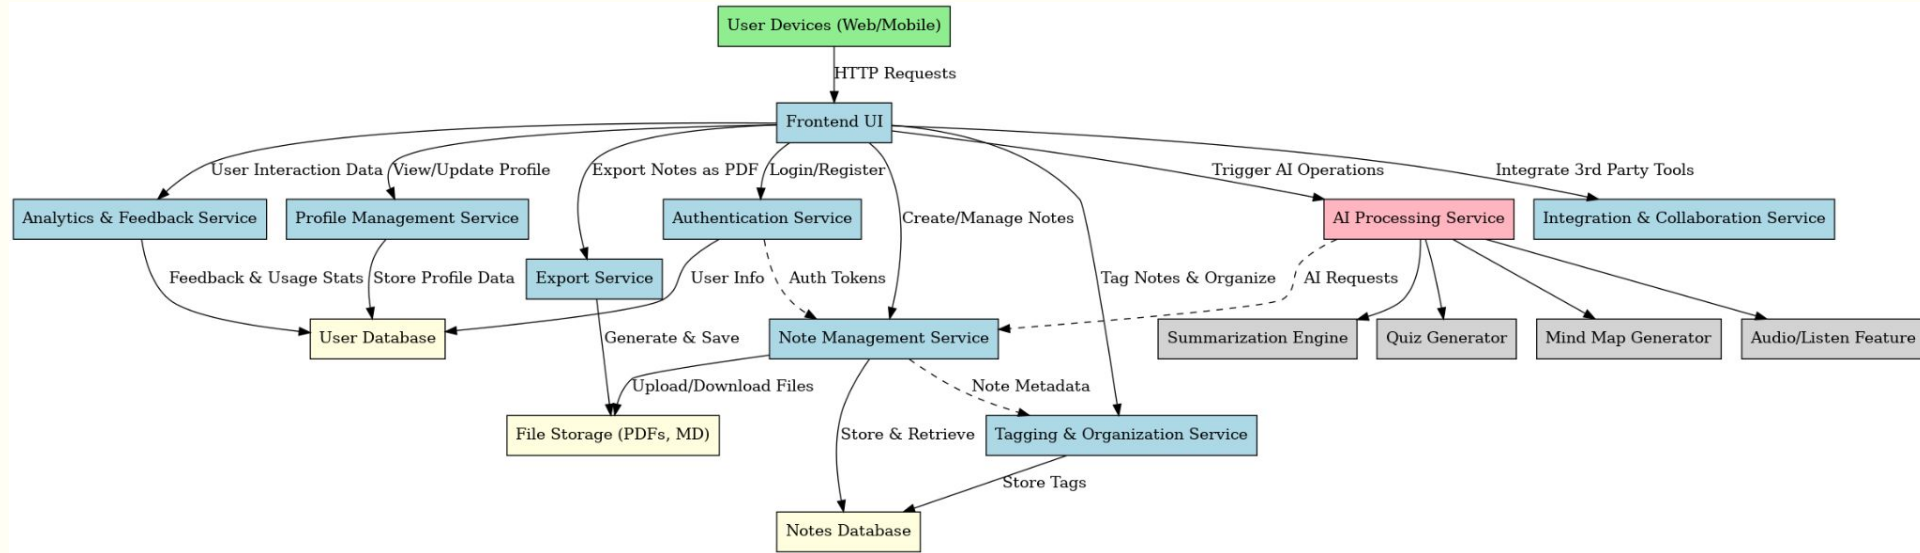 User Devices (Web/Mobile)
HTTP Requests
Frontend UI
User Interaction Data
View/Update Profile
Export Notes as PDF
Login/Register
Trigger AI Operations
Integrate 3rd Party Tools
Analytics & Feedback Service
Profile Management Service
Authentication Service
Create/Manage Notes
AI Processing Service
Integration & Collaboration Service
Feedback & Usage Stats
Store Profile Data
Export Service
User Info
Auth Tokens
Tag Notes & Organize
AI Requests
User Database
Generate & Save
Note Management Service
Summarization Engine
Quiz Generator
Mind Map Generator
Audio/Listen Feature
Upload/Download Files
Note Metadata
File Storage (PDFs, MD)
Store & Retrieve
Tagging & Organization Service
Store Tags
Notes Database